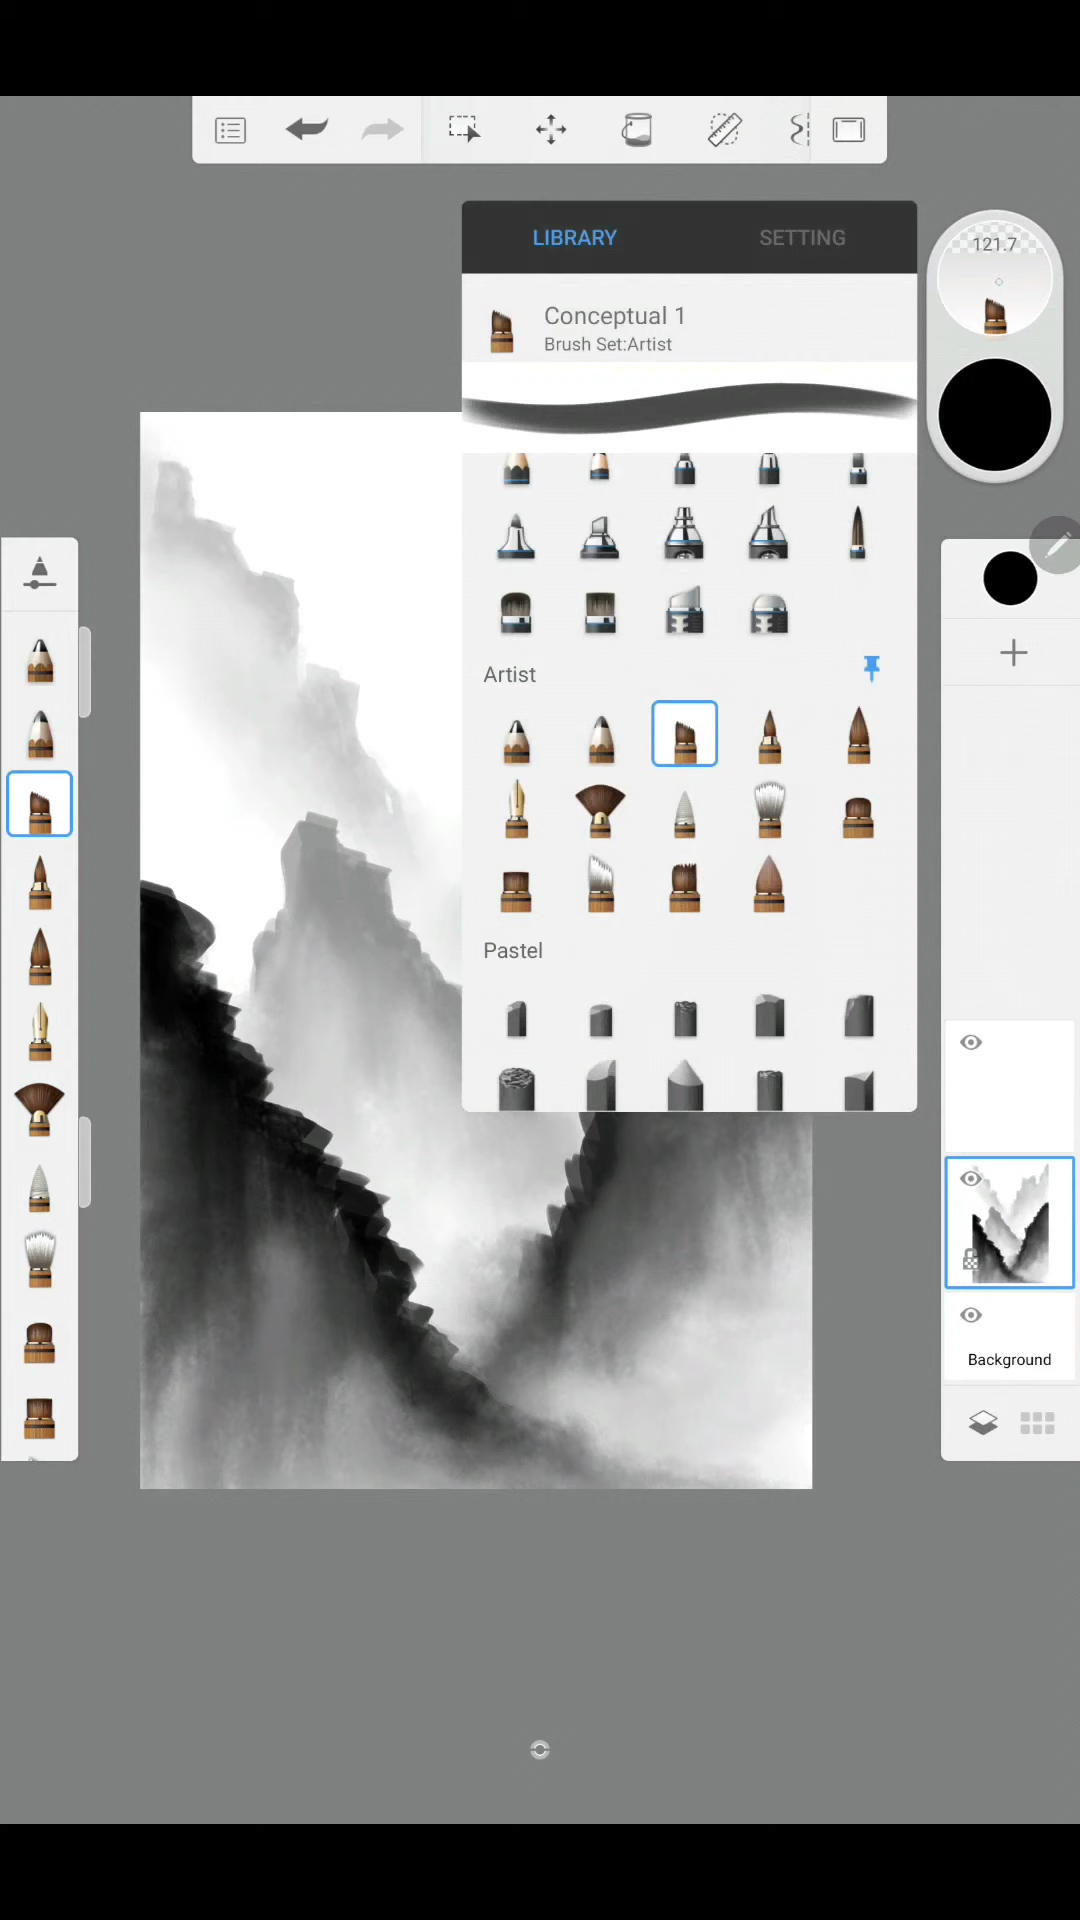 LIBRARY SETTING
121.7
Conceptual 1
Brush Set:Artist
Artist
Pastel
Background